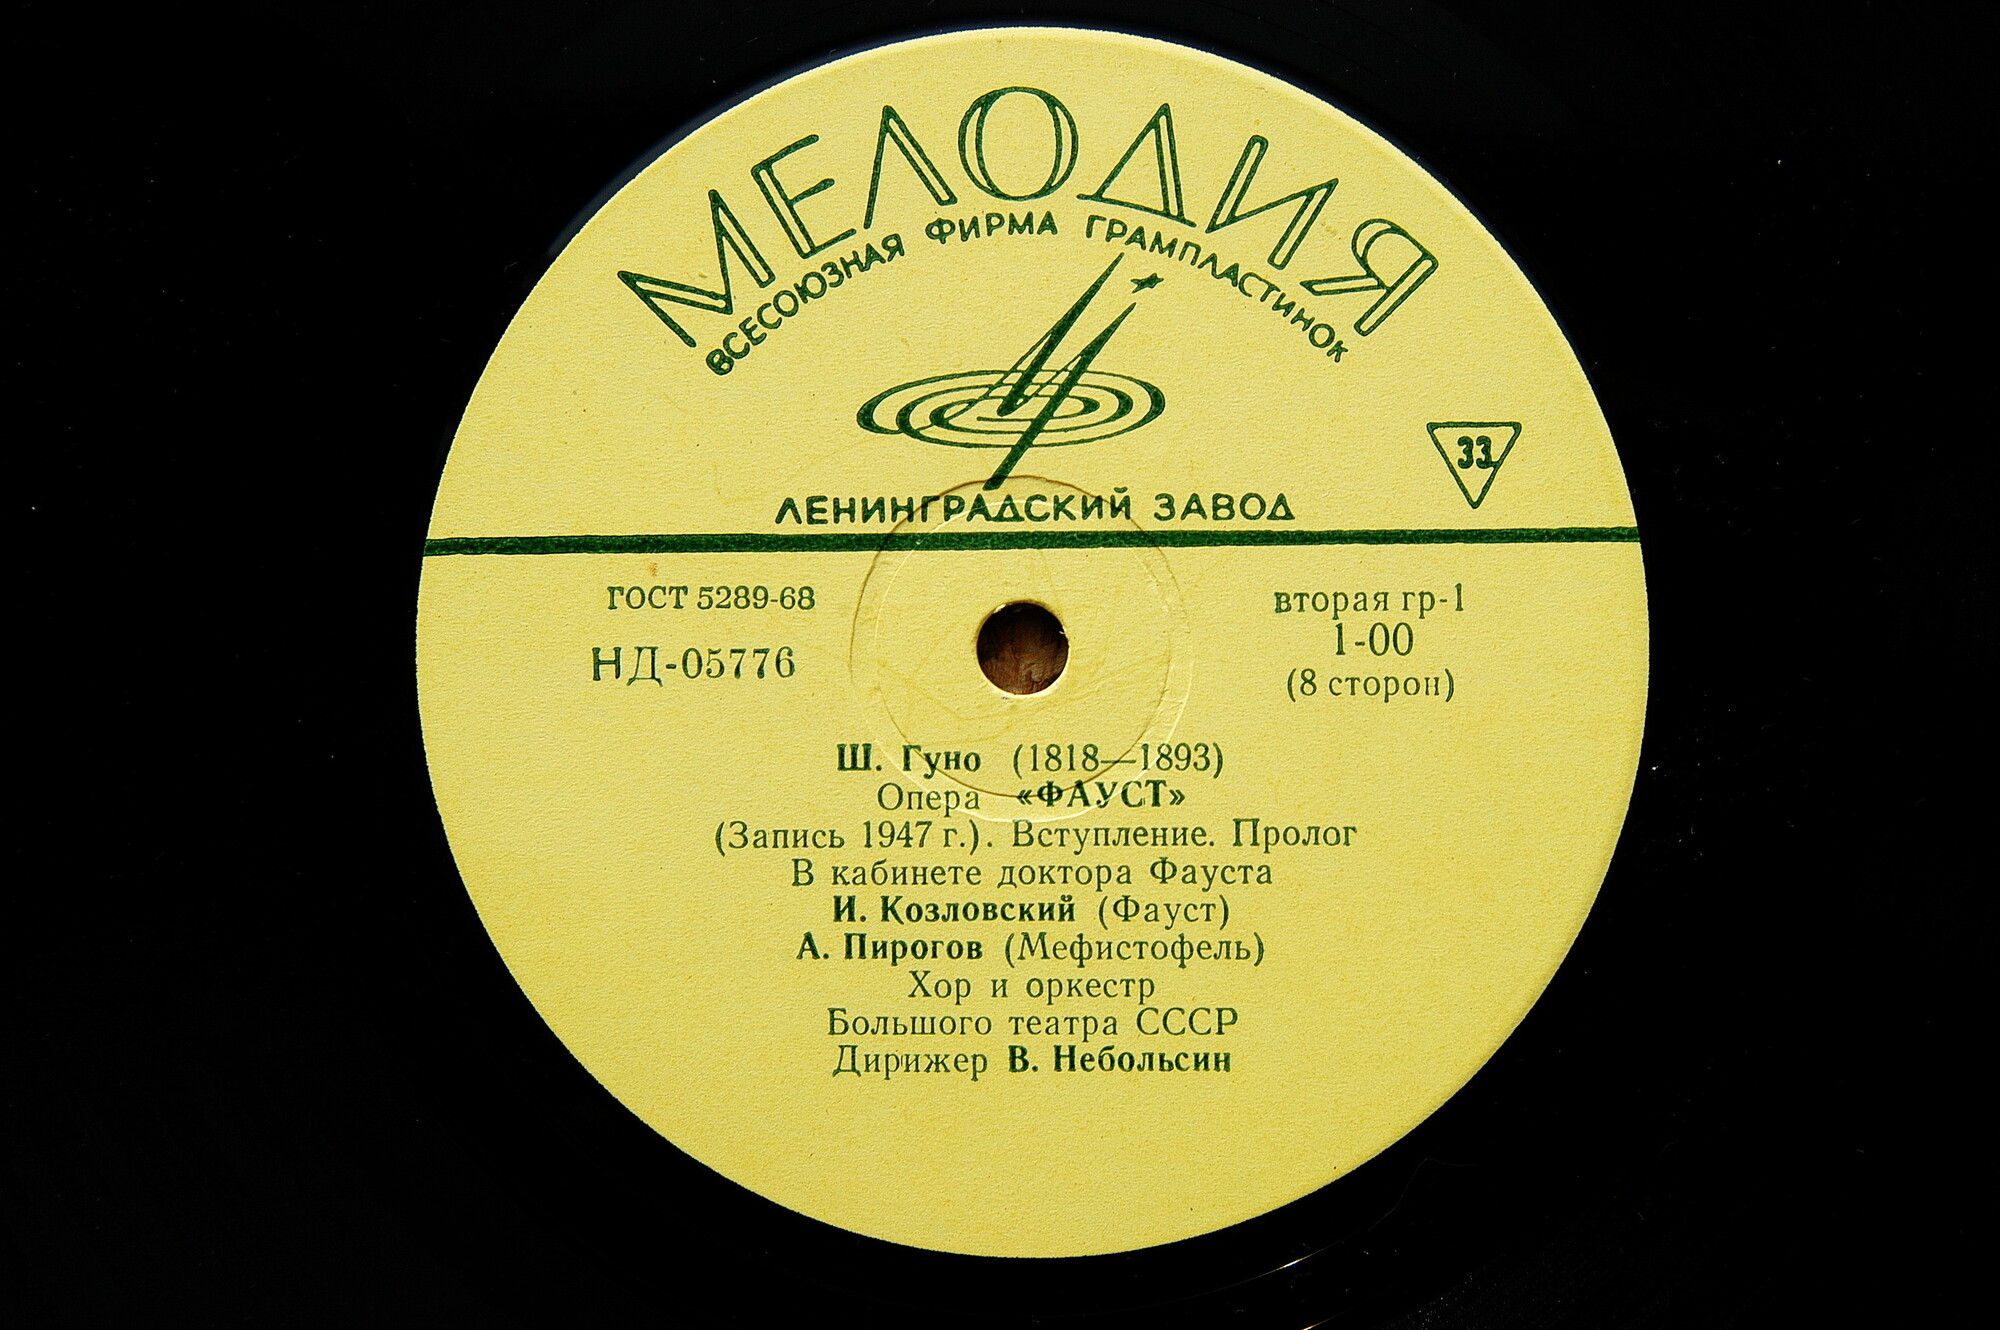 МЕЛОДИЯ
ВСЕСОЮЗНАЯ ФИРМА ГРАМПЛАСТИНОК
33
ЛЕНИНГРАДСКИЙ ЗАВОД
ГОСТ 5289-68
НД-05776
вторая гр-1
1-00
(8 сторон)
Ш. Гуно (1818—1893)
Опера «ФАУСТ»
(Запись 1947 г.). Вступление. Пролог
В кабинете доктора Фауста
И. Козловский (Фауст)
А. Пирогов (Мефистофель)
Хор и оркестр
Большого театра СССР
Дирижер В. Небольсин